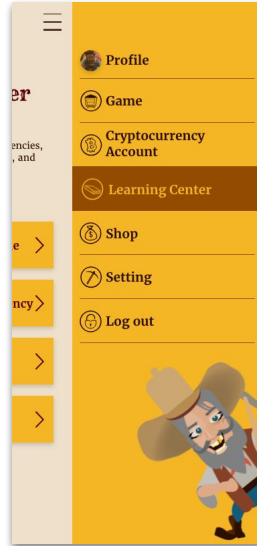 er
encies,
, and
e
ncy
Profile
Game
Cryptocurrency
Account
Learning Center
Shop
Setting
Log out